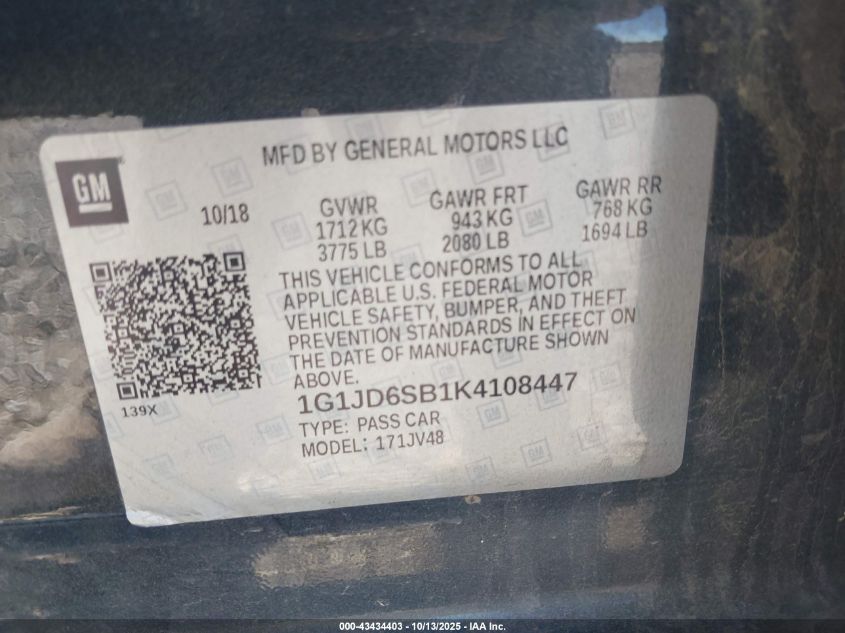 MFD BY GENERAL MOTORS LLC
GM
10/18
GVWR
1712 KG
3775 LB
GAWR FRT
943 KG
2080 LB
GAWR RR
768 KG
1694 LB
THIS VEHICLE CONFORMS TO ALL
APPLICABLE U.S. FEDERAL MOTOR
VEHICLE SAFETY, BUMPER, AND THEFT
PREVENTION STANDARDS IN EFFECT ON
THE DATE OF MANUFACTURE SHOWN
ABOVE.
139X
1G1JD6SB1K4108447
TYPE: PASS CAR
MODEL: 171JV48
000-43434403 - 10/13/2025 - IAA Inc.